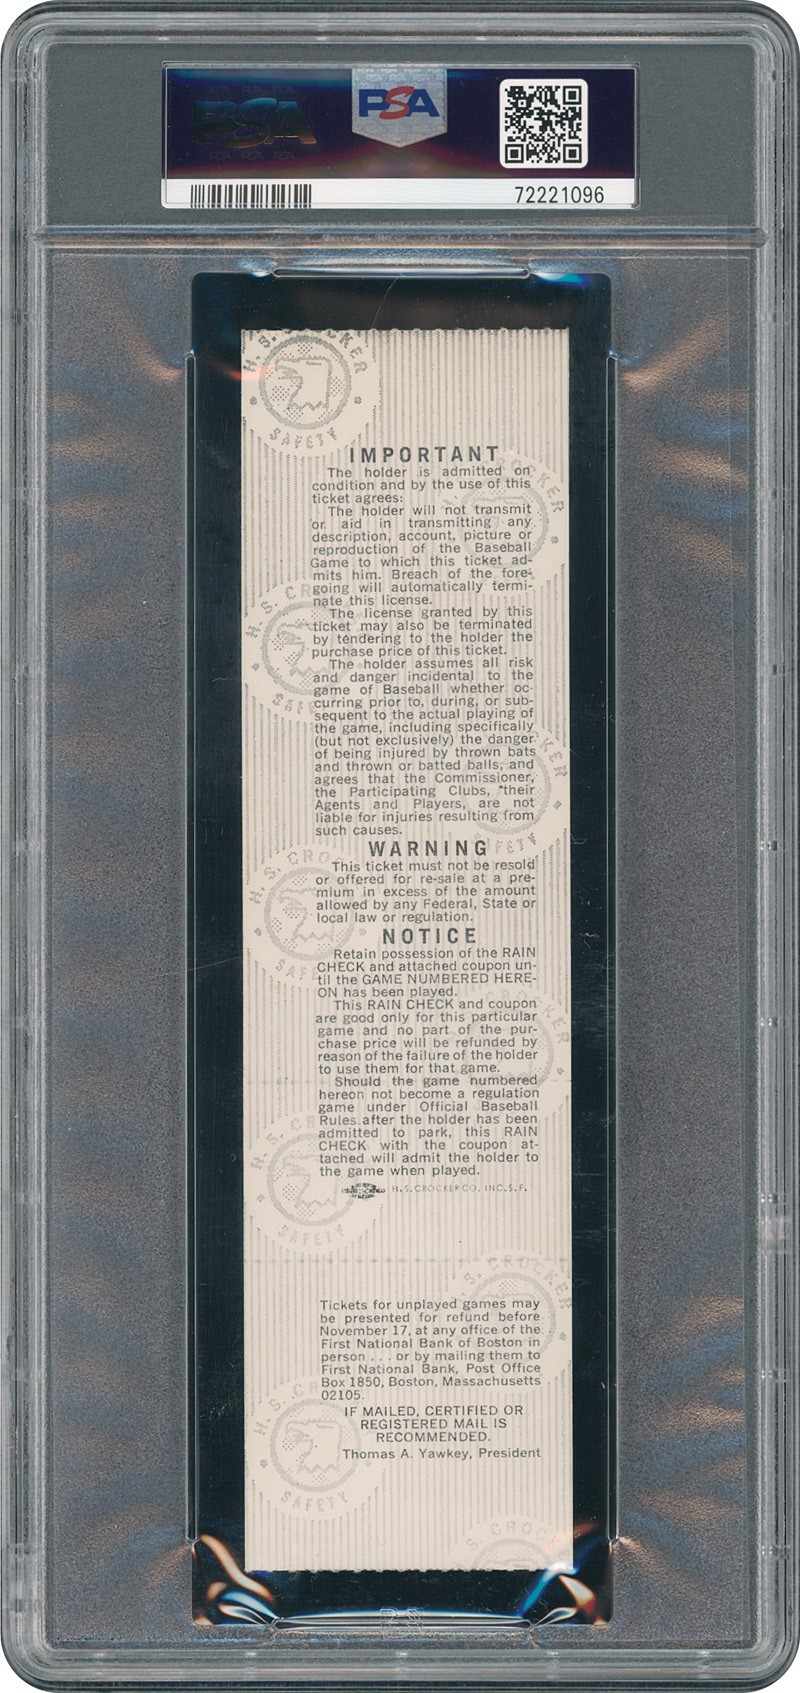 PSA
PSA
72221096
H. S. CROCKER
SAFETY
IMPORTANT
The holder is admitted on
condition and by the use of this
ticket agrees:
The holder will not transmit
or aid in transmitting any
description, account, picture or
reproduction of the Baseball
Game to which this ticket ad-
mits him. Breach of the fore-
going will automatically termi-
nate this license.
The license granted by this
ticket may also be terminated
by tendering to the holder the
purchase price of this ticket.
The holder assumes all risk
and danger incidental to the
game of Baseball whether oc-
curring prior to, during, or sub-
sequent to the actual playing of
the game, including specifically
(but not exclusively) the danger
of being injured by thrown bats
and thrown or batted balls, and
agrees that the Commissioner,
the Participating Clubs, their
Agents and Players, are not
liable for injuries resulting from
such causes.
WARNING
This ticket must not be resold
or offered for re-sale at a pre-
mium in excess of the amount
allowed by any Federal, State or
local law or regulation.
NOTICE
Retain possession of the RAIN
CHECK and attached coupon un-
til the GAME NUMBERED HERE-
ON has been played.
This RAIN CHECK and coupon
are good only for this particular
game and no part of the pur-
chase price will be refunded by
reason of the failure of the holder
to use them for that game.
Should the game numbered
hereon not become a regulation
game under Official Baseball
Rules after the holder has been
admitted to park, this RAIN
CHECK with the coupon at-
tached will admit the holder to
the game when played.
H.S. CROCKER CO. INC. S.F.
Tickets for unplayed games may
be presented for refund before
November 17, at any office of the
First National Bank of Boston in
person . . . or by mailing them to
First National Bank, Post Office
Box 1850, Boston, Massachusetts
02105.
IF MAILED, CERTIFIED OR
REGISTERED MAIL IS
RECOMMENDED.
Thomas A. Yawkey, President